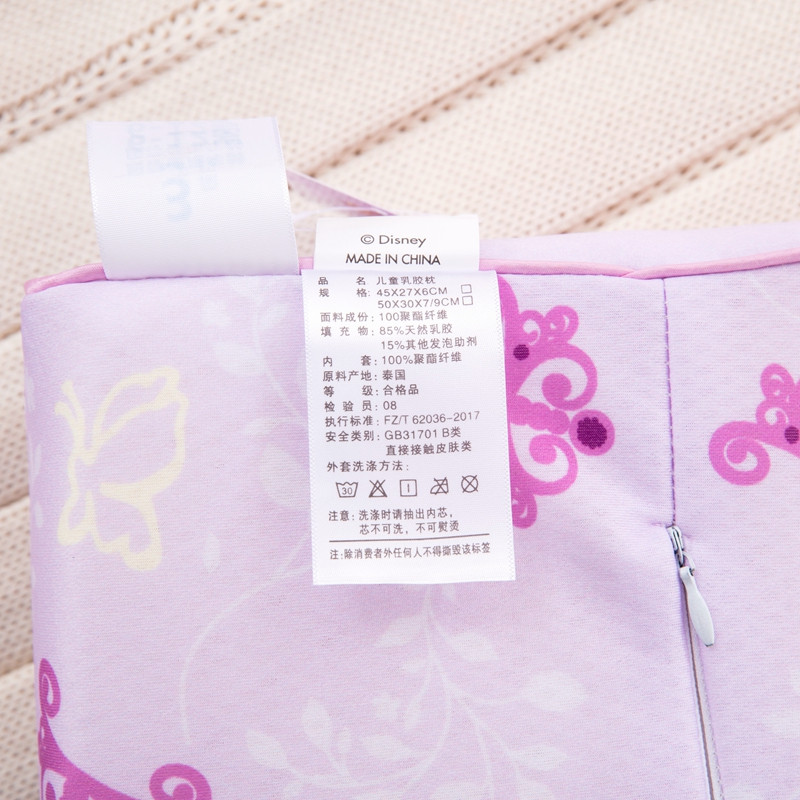 © Disney
MADE IN CHINA
品 名: 儿童乳胶枕
规 格: 45X27X6CM □
50X30X7/9CM □
面料成份: 100聚酯纤维
填 充 物: 85%天然乳胶
15%其他发泡助剂
内 套: 100%聚酯纤维
原料产地: 泰国
等 级: 合格品
检 验 员: 08
执行标准: FZ/T 62036-2017
安全类别: GB31701 B类
直接接触皮肤类
外套洗涤方法:
30
注意: 洗涤时请抽出内芯,
芯不可洗, 不可熨烫
注: 除消费者外任何人不得撕毁该标签